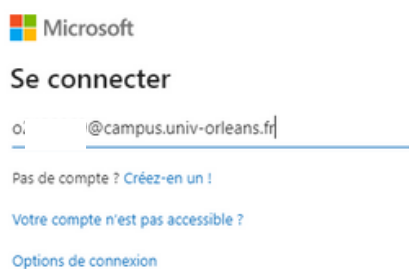 Microsoft
Se connecter
@campus.univ-orleans.fr
Pas de compte ? Créez-en un !
Votre compte n'est pas accessible ?
Options de connexion